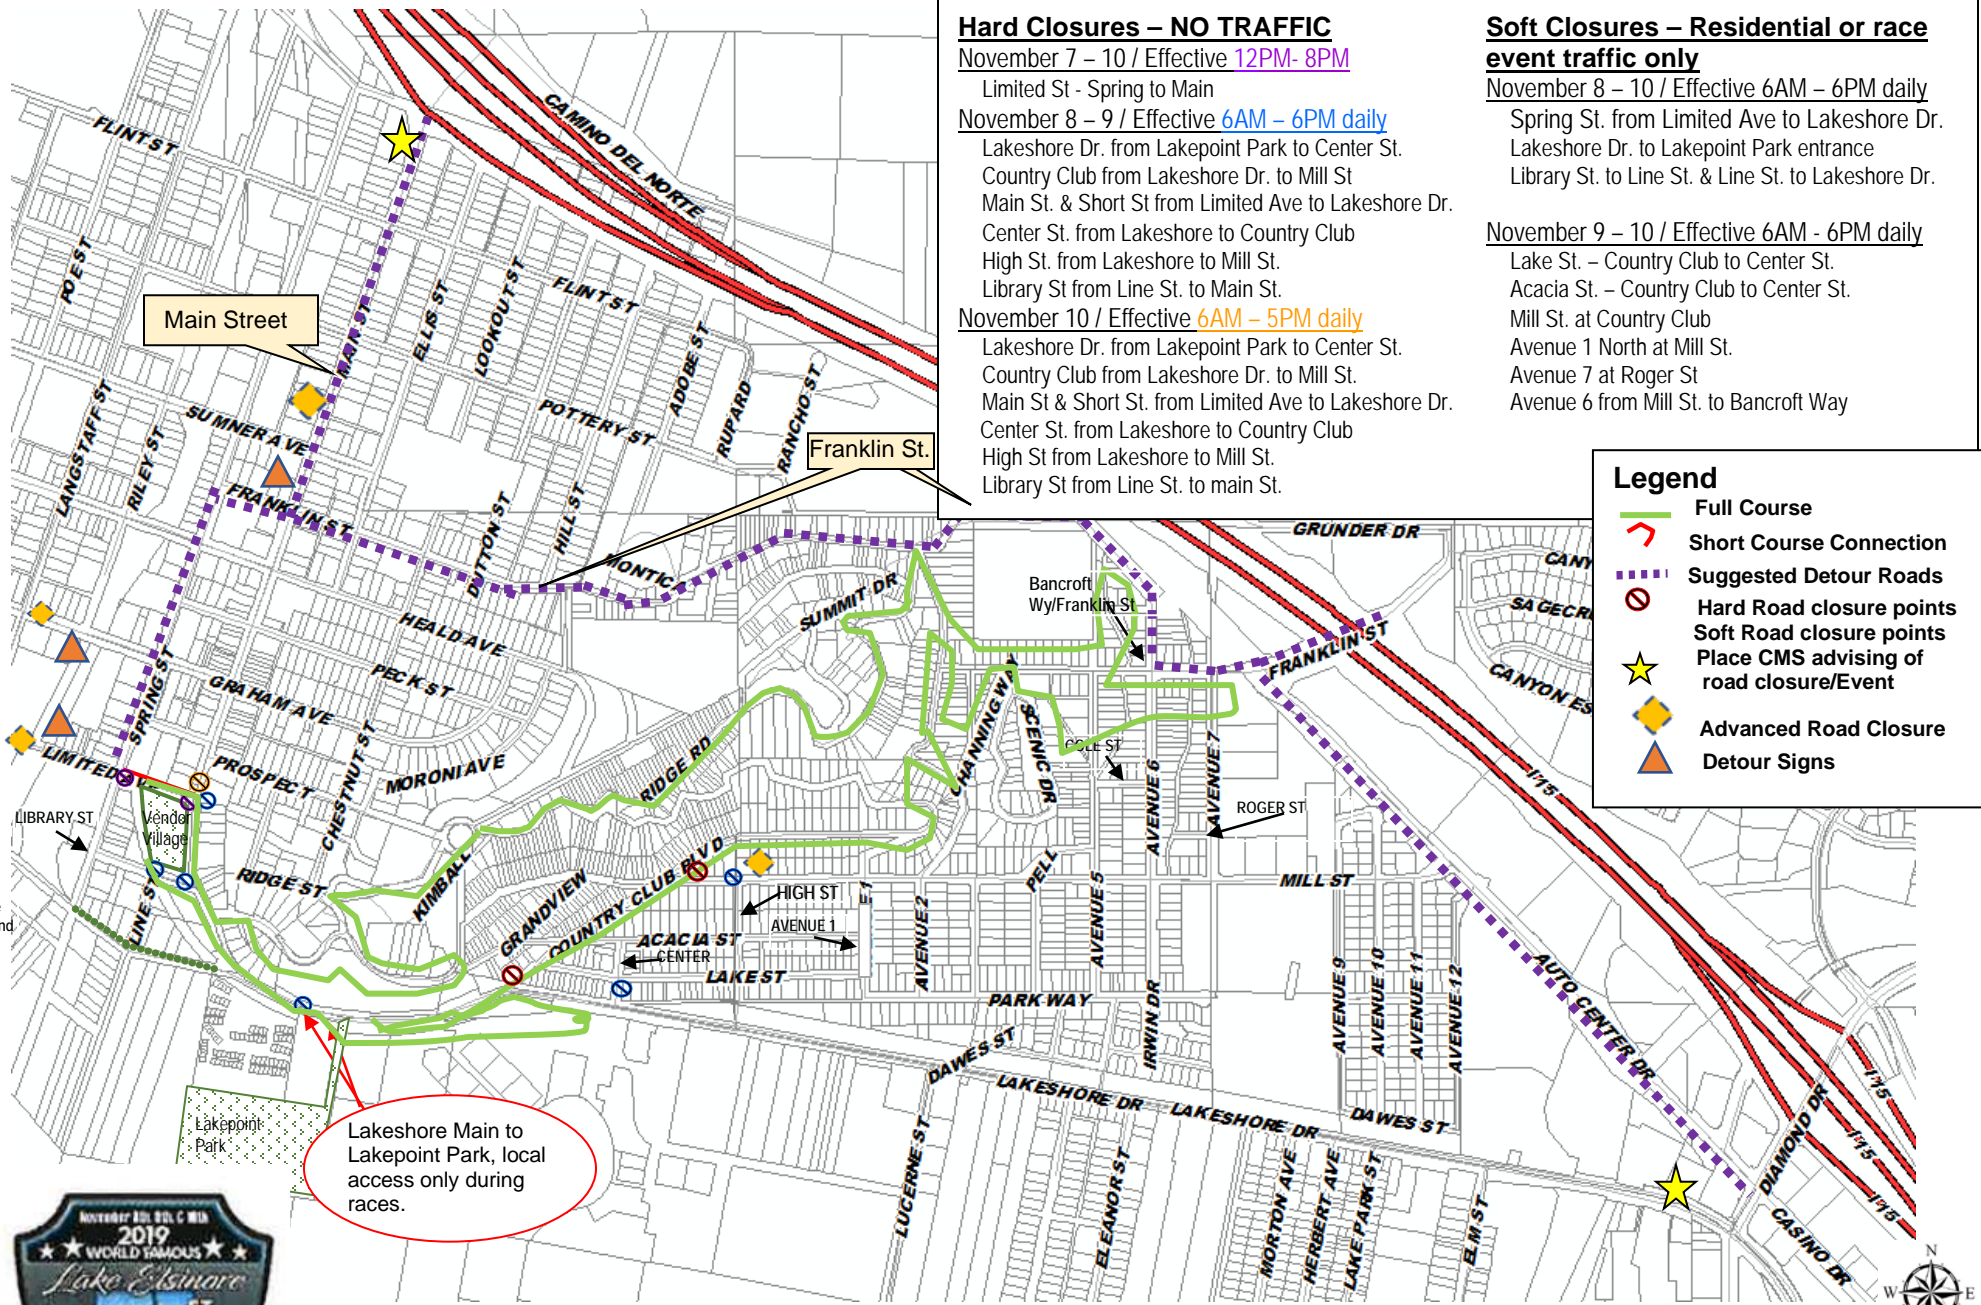 Hard Closures – NO TRAFFIC
November 7 – 10 / Effective 12PM- 8PM
Limited St - Spring to Main
November 8 – 9 / Effective 6AM – 6PM daily
Lakeshore Dr. from Lakepoint Park to Center St.
Country Club from Lakeshore Dr. to Mill St
Main St. & Short St from Limited Ave to Lakeshore Dr.
Center St. from Lakeshore to Country Club
High St. from Lakeshore to Mill St.
Library St from Line St. to Main St.
November 10 / Effective 6AM – 5PM daily
Lakeshore Dr. from Lakepoint Park to Center St.
Country Club from Lakeshore Dr. to Mill St.
Main St & Short St. from Limited Ave to Lakeshore Dr.
Center St. from Lakeshore to Country Club
High St from Lakeshore to Mill St.
Library St from Line St. to main St.
Soft Closures – Residential or race
event traffic only
November 8 – 10 / Effective 6AM – 6PM daily
Spring St. from Limited Ave to Lakeshore Dr.
Lakeshore Dr. to Lakepoint Park entrance
Library St. to Line St. & Line St. to Lakeshore Dr.
November 9 – 10 / Effective 6AM - 6PM daily
Lake St. – Country Club to Center St.
Acacia St. – Country Club to Center St.
Mill St. at Country Club
Avenue 1 North at Mill St.
Avenue 7 at Roger St
Avenue 6 from Mill St. to Bancroft Way
Legend
Full Course
Short Course Connection
Suggested Detour Roads
Hard Road closure points
Soft Road closure points
Place CMS advising of
road closure/Event
Advanced Road Closure
Detour Signs
CAMINO DEL NORTE
FLINT ST
POE ST
Main Street
MAIN ST
ELLIS ST
LOOKOUT ST
FLINT ST
ADOBE ST
RUPARD
RANCHO ST
POTTERY ST
LANGSTAFF ST
RILEY ST
SUMNER AVE
FRANKLIN ST
Franklin St.
DUTTON ST
HILL ST
MONTIC
SUMMIT DR
HEALD AVE
PECK ST
GRAHAM AVE
SPRING ST
LIMITED
PROSPECT
CHESTNUT ST
MORONI AVE
RIDGE RD
LIBRARY ST
Vendor
Village
LINE ST
RIDGE ST
KIMBALL
GRANDVIEW
COUNTRY CLUB BLVD
HIGH ST
AVENUE 1
ACACIA ST
CENTER
LAKE ST
AVENUE 2
CHANNING WAY
SCENIC DR
PELL
AVENUE 5
COLE ST
AVENUE 6
AVENUE 7
ROGER ST
MILL ST
Bancroft
Wy/Franklin St
GRUNDER DR
CANY
SAGECR
CANYON ES
FRANKLIN ST
I-15
PARKWAY
IRWIN DR
DAWES ST
AVENUE 9
AVENUE 10
AVENUE 11
AVENUE 12
AUTO CENTER DR
LAKESHORE DR
LAKESHORE DR
DAWES ST
DIAMOND DR
I-15
I-15
I-15
CASINO DR
LUCERNE ST
ELEANOR ST
MORTON AVE
HERBERT AVE
LAKE PARK ST
ELM ST
nd
Lakepoint
Park
Lakeshore Main to
Lakepoint Park, local
access only during
races.
2019
WORLD FAMOUS
Lake Elsinore
N
W E